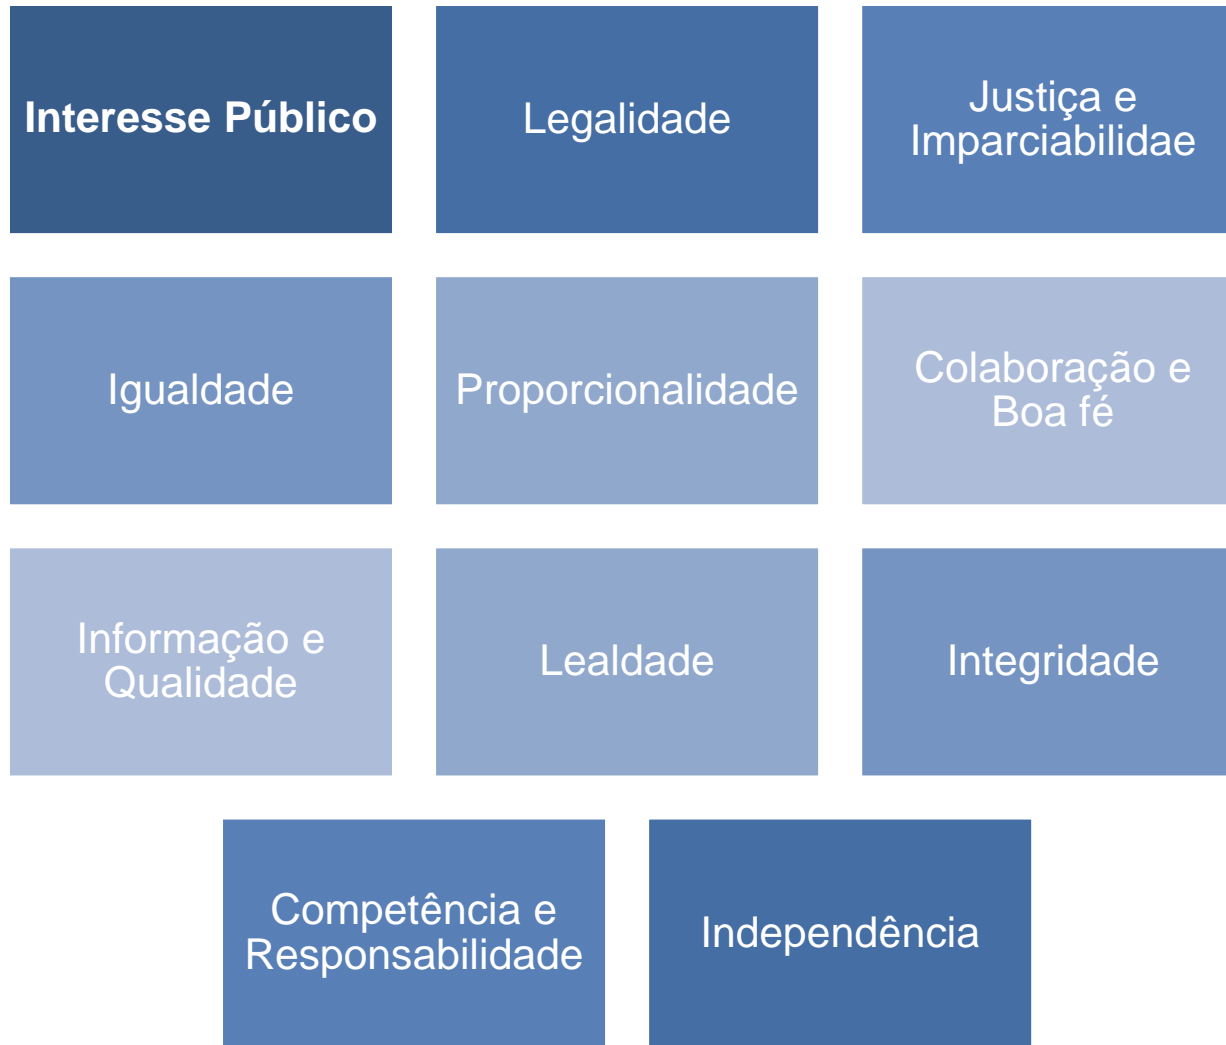 Interesse Público
Legalidade
Justiça e
Imparciabilidae
Igualdade
Proporcionalidade
Colaboração e
Boa fé
Informação e
Qualidade
Lealdade
Integridade
Competência e
Responsabilidade
Independência